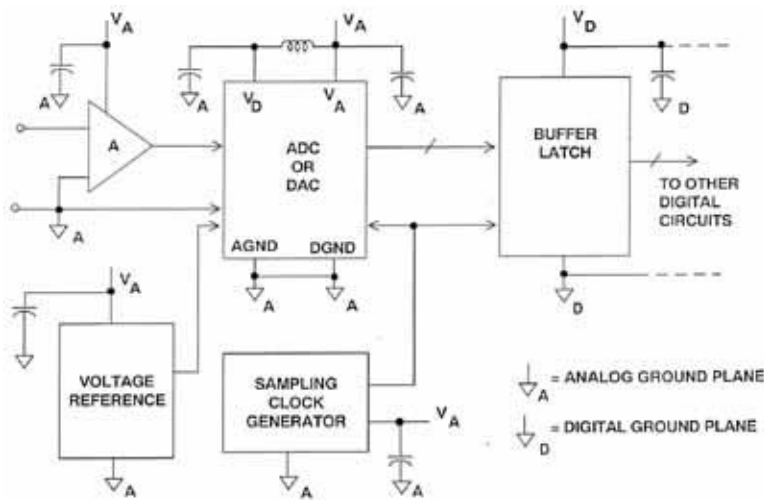 VA
VA
VD
A
A
A
D
VD
VA
A
ADC
OR
DAC
BUFFER
LATCH
TO OTHER
DIGITAL
CIRCUITS
A
AGND
DGND
A
A
D
VA
VOLTAGE
REFERENCE
SAMPLING
CLOCK
GENERATOR
VA
A
A
A
A = ANALOG GROUND PLANE
D = DIGITAL GROUND PLANE